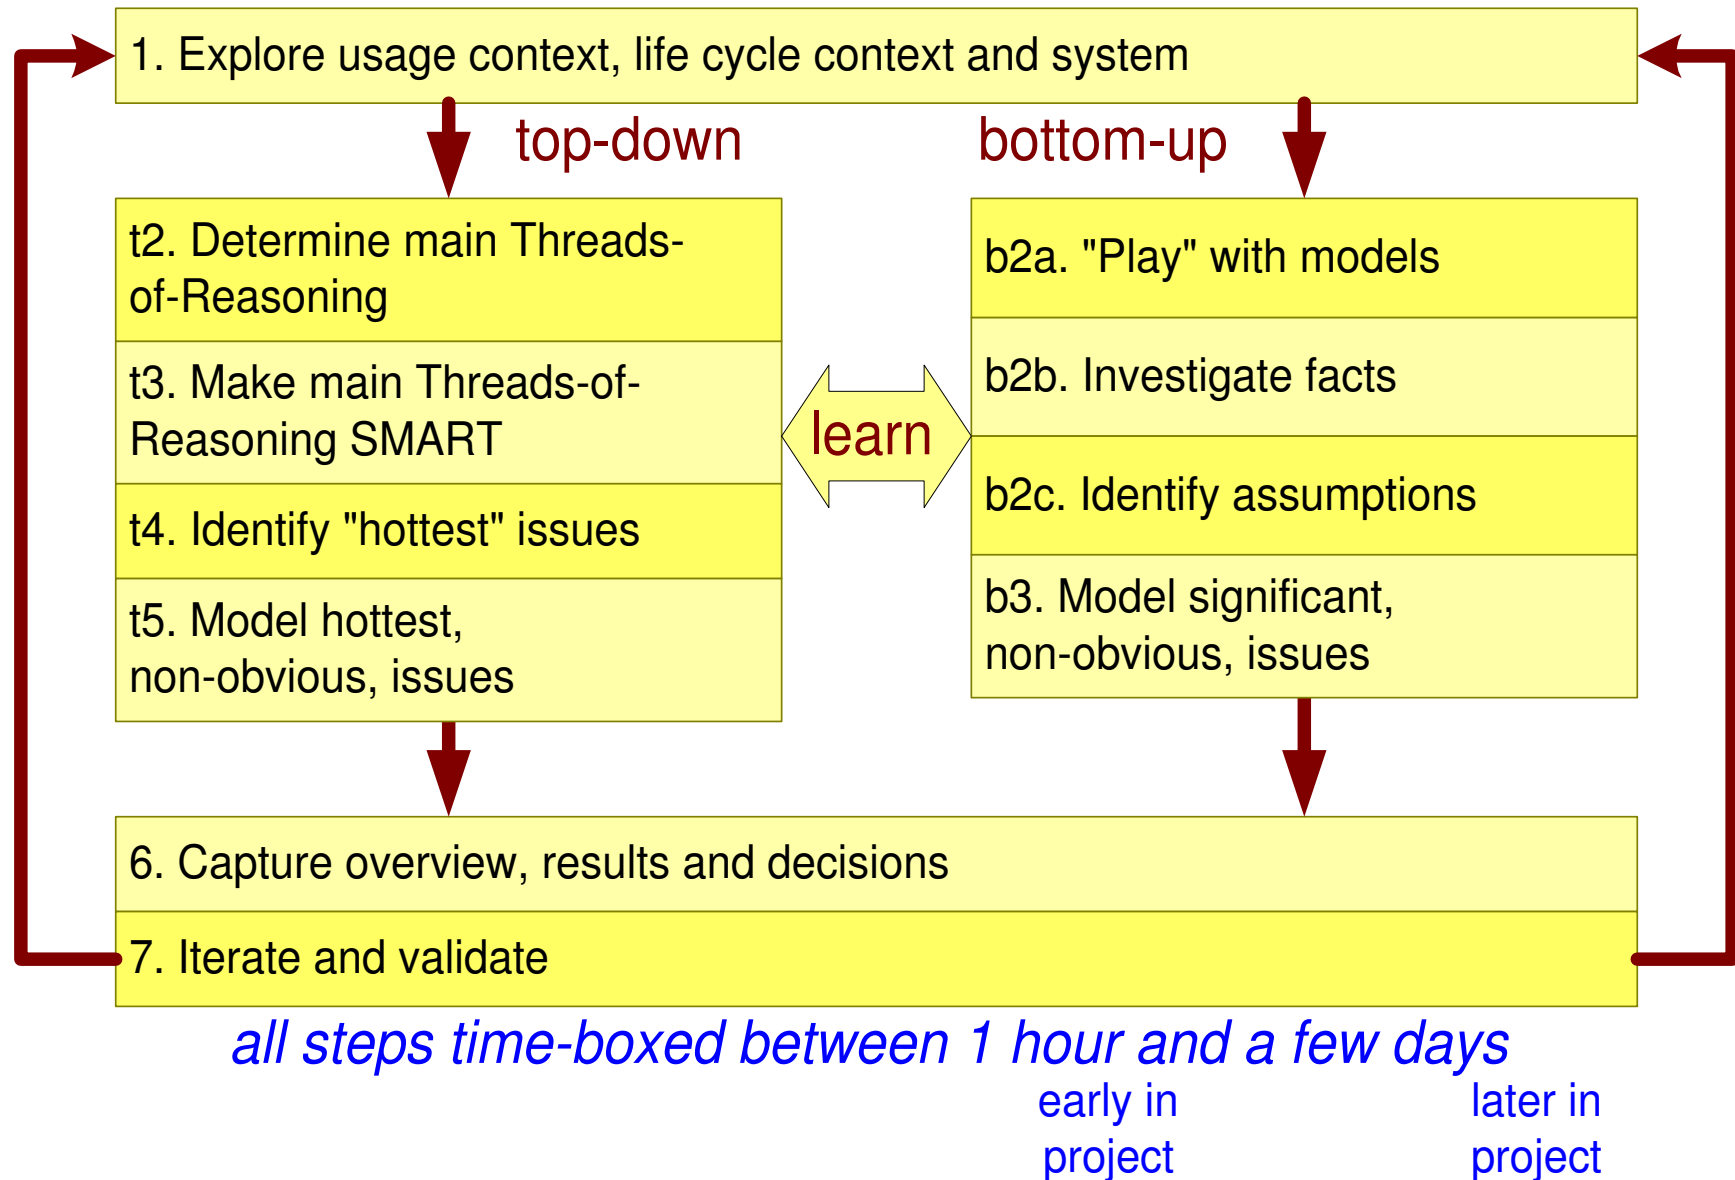 1. Explore usage context, life cycle context and system
top-down
bottom-up
t2. Determine main Threads-
of-Reasoning
t3. Make main Threads-of-
Reasoning SMART
t4. Identify "hottest" issues
t5. Model hottest,
non-obvious, issues
learn
b2a. "Play" with models
b2b. Investigate facts
b2c. Identify assumptions
b3. Model significant,
non-obvious, issues
6. Capture overview, results and decisions
7. Iterate and validate
all steps time-boxed between 1 hour and a few days
early in
project
later in
project